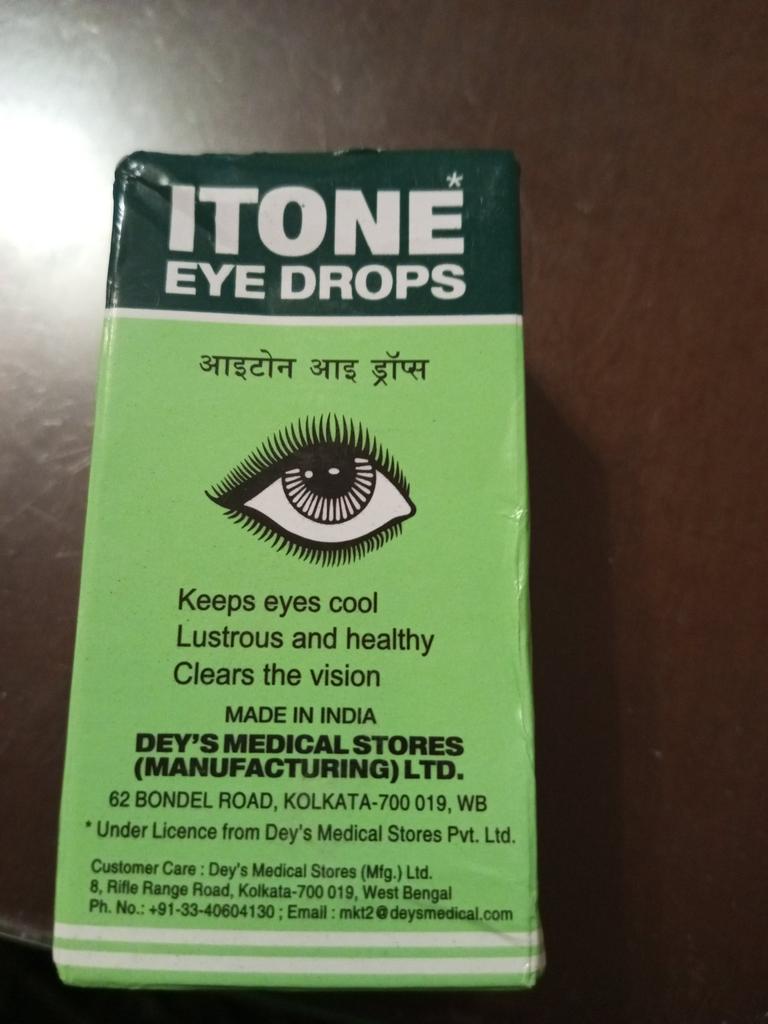 ITONE*
EYE DROPS
आइटोन आइ ड्रॉप्स
Keeps eyes cool
Lustrous and healthy
Clears the vision
MADE IN INDIA
DEY'S MEDICAL STORES
(MANUFACTURING) LTD.
62 BONDEL ROAD, KOLKATA-700 019, WB
* Under Licence from Dey's Medical Stores Pvt. Ltd.
Customer Care : Dey's Medical Stores (Mfg.) Ltd.
8, Rifle Range Road, Kolkata-700 019, West Bengal
Ph. No.: +91-33-40604130 ; Email : mkt2@deysmedical.com